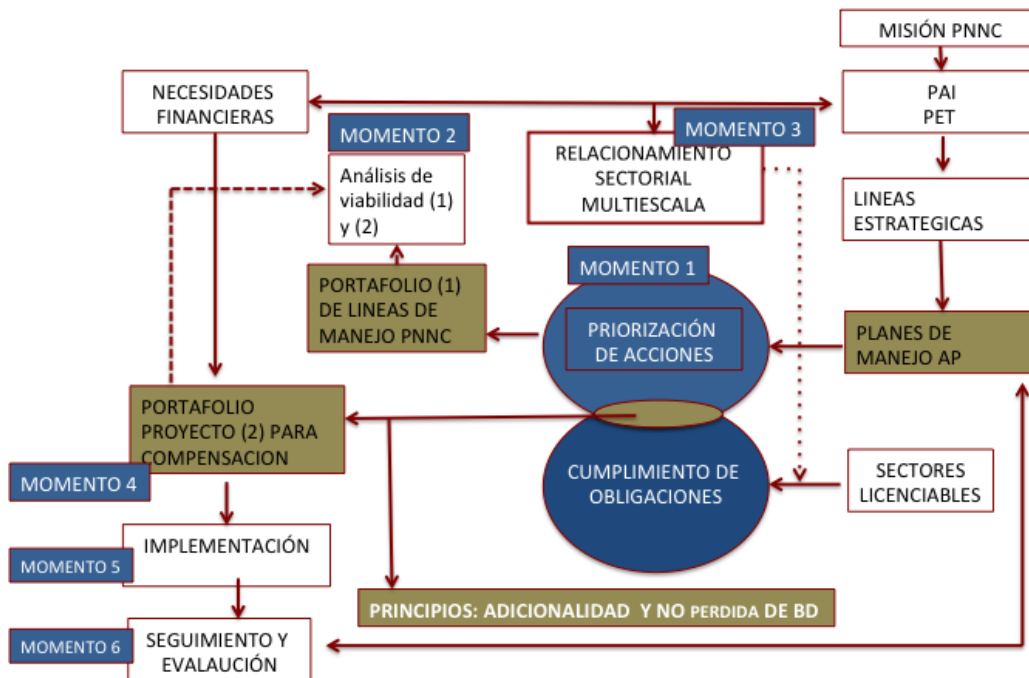 MISIÓN PNNC
NECESIDADES
FINANCIERAS
PAI
PET
MOMENTO 2
MOMENTO 3
Análisis de
viabilidad (1)
y (2)
RELACIONAMIENTO
SECTORIAL
MULTIESCALA
LINEAS
ESTRATEGICAS
MOMENTO 1
PORTAFOLIO (1)
DE LINEAS DE
MANEJO PNNC
PRIORIZACIÓN
DE ACCIONES
PLANES DE
MANEJO AP
PORTAFOLIO
PROYECTO (2) PARA
COMPENSACION
MOMENTO 4
CUMPLIMIENTO DE
OBLIGACIONES
SECTORES
LICENCIABLES
IMPLEMENTACIÓN
MOMENTO 5
PRINCIPIOS: ADICIONALIDAD Y NO PERDIDA DE BD
MOMENTO 6
SEGUIMIENTO Y
EVALAUCIÓN